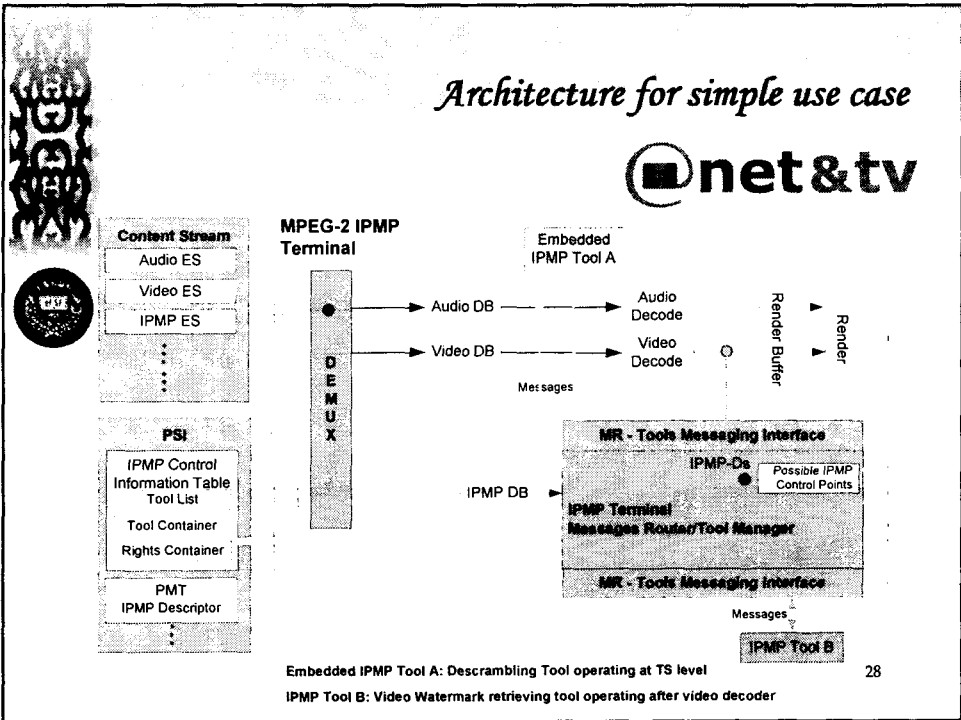 Architecture for simple use case
@net&tv
Content Stream
Audio ES
Video ES
IPMP ES
PSI
IPMP Control
Information Table
Tool List
Tool Container
Rights Container
PMT
IPMP Descriptor
MPEG-2 IPMP
Terminal
DEMUX
Embedded
IPMP Tool A
Audio DB
Audio
Decode
Video DB
Video
Decode
Render Buffer
Render
Messages
IPMP DB
MR - Tools Messaging Interface
IPMP-Ds
Possible IPMP
Control Points
IPMP Terminal
Messages Router/Tool Manager
MR - Tools Messaging Interface
Messages
IPMP Tool B
Embedded IPMP Tool A: Descrambling Tool operating at TS level
28
IPMP Tool B: Video Watermark retrieving tool operating after video decoder